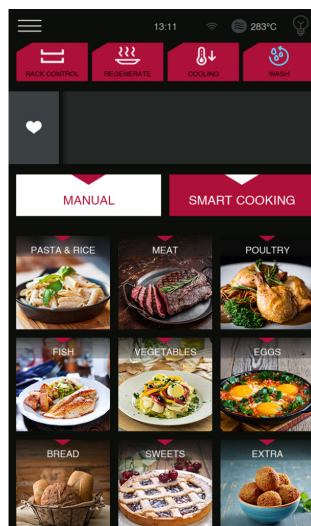 13:11
283°C
RACK CONTROL
REGENERATE
COOLING
WASH
MANUAL
SMART COOKING
PASTA & RICE
MEAT
POULTRY
FISH
VEGETABLES
EGGS
BREAD
SWEETS
EXTRA